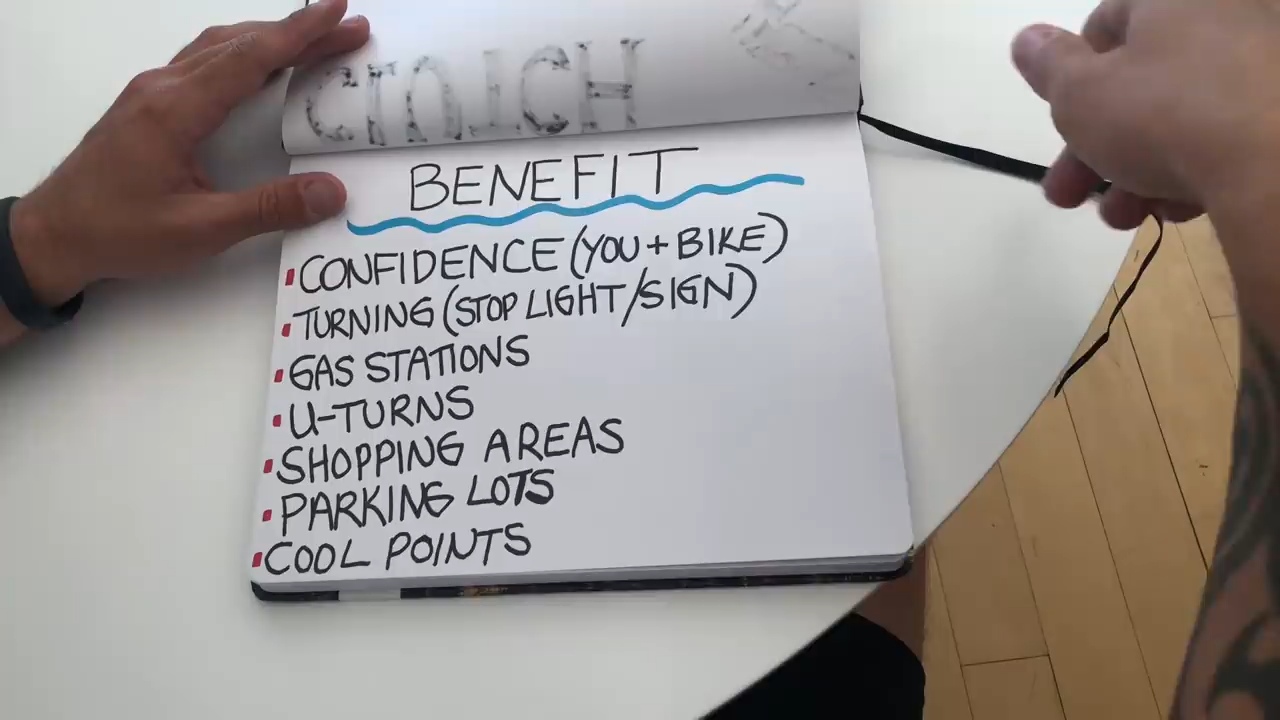 BENEFIT
CONFIDENCE (YOU + BIKE)
TURNING (STOP LIGHT/SIGN)
GAS STATIONS
U-TURNS
SHOPPING AREAS
PARKING LOTS
COOL POINTS